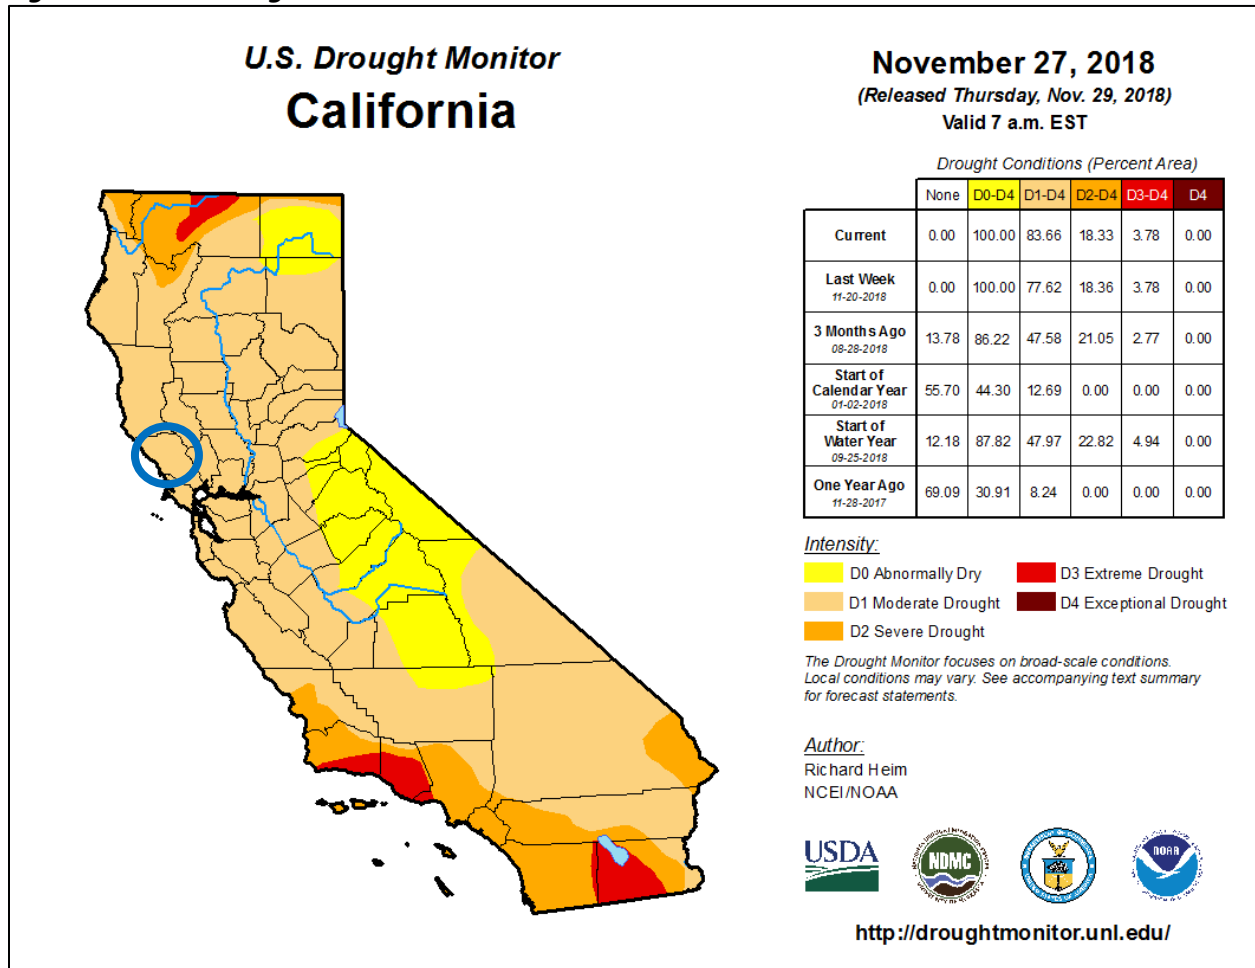 U.S. Drought Monitor
California
November 27, 2018
(Released Thursday, Nov. 29, 2018)
Valid 7 a.m. EST
Drought Conditions (Percent Area)
None D0-D4 D1-D4 D2-D4 D3-D4 D4
Current 0.00 100.00 83.66 18.33 3.78 0.00
Last Week
11-20-2018 0.00 100.00 77.62 18.36 3.78 0.00
3 Months Ago
08-28-2018 13.78 86.22 47.58 21.05 2.77 0.00
Start of
Calendar Year
01-02-2018 55.70 44.30 12.69 0.00 0.00 0.00
Start of
Water Year
09-25-2018 12.18 87.82 47.97 22.82 4.94 0.00
One Year Ago
11-28-2017 69.09 30.91 8.24 0.00 0.00 0.00
Intensity:
D0 Abnormally Dry D3 Extreme Drought
D1 Moderate Drought D4 Exceptional Drought
D2 Severe Drought
The Drought Monitor focuses on broad-scale conditions.
Local conditions may vary. See accompanying text summary
for forecast statements.
Author:
Richard Heim
NCEI/NOAA
USDA NDMC NOAA
http://droughtmonitor.unl.edu/